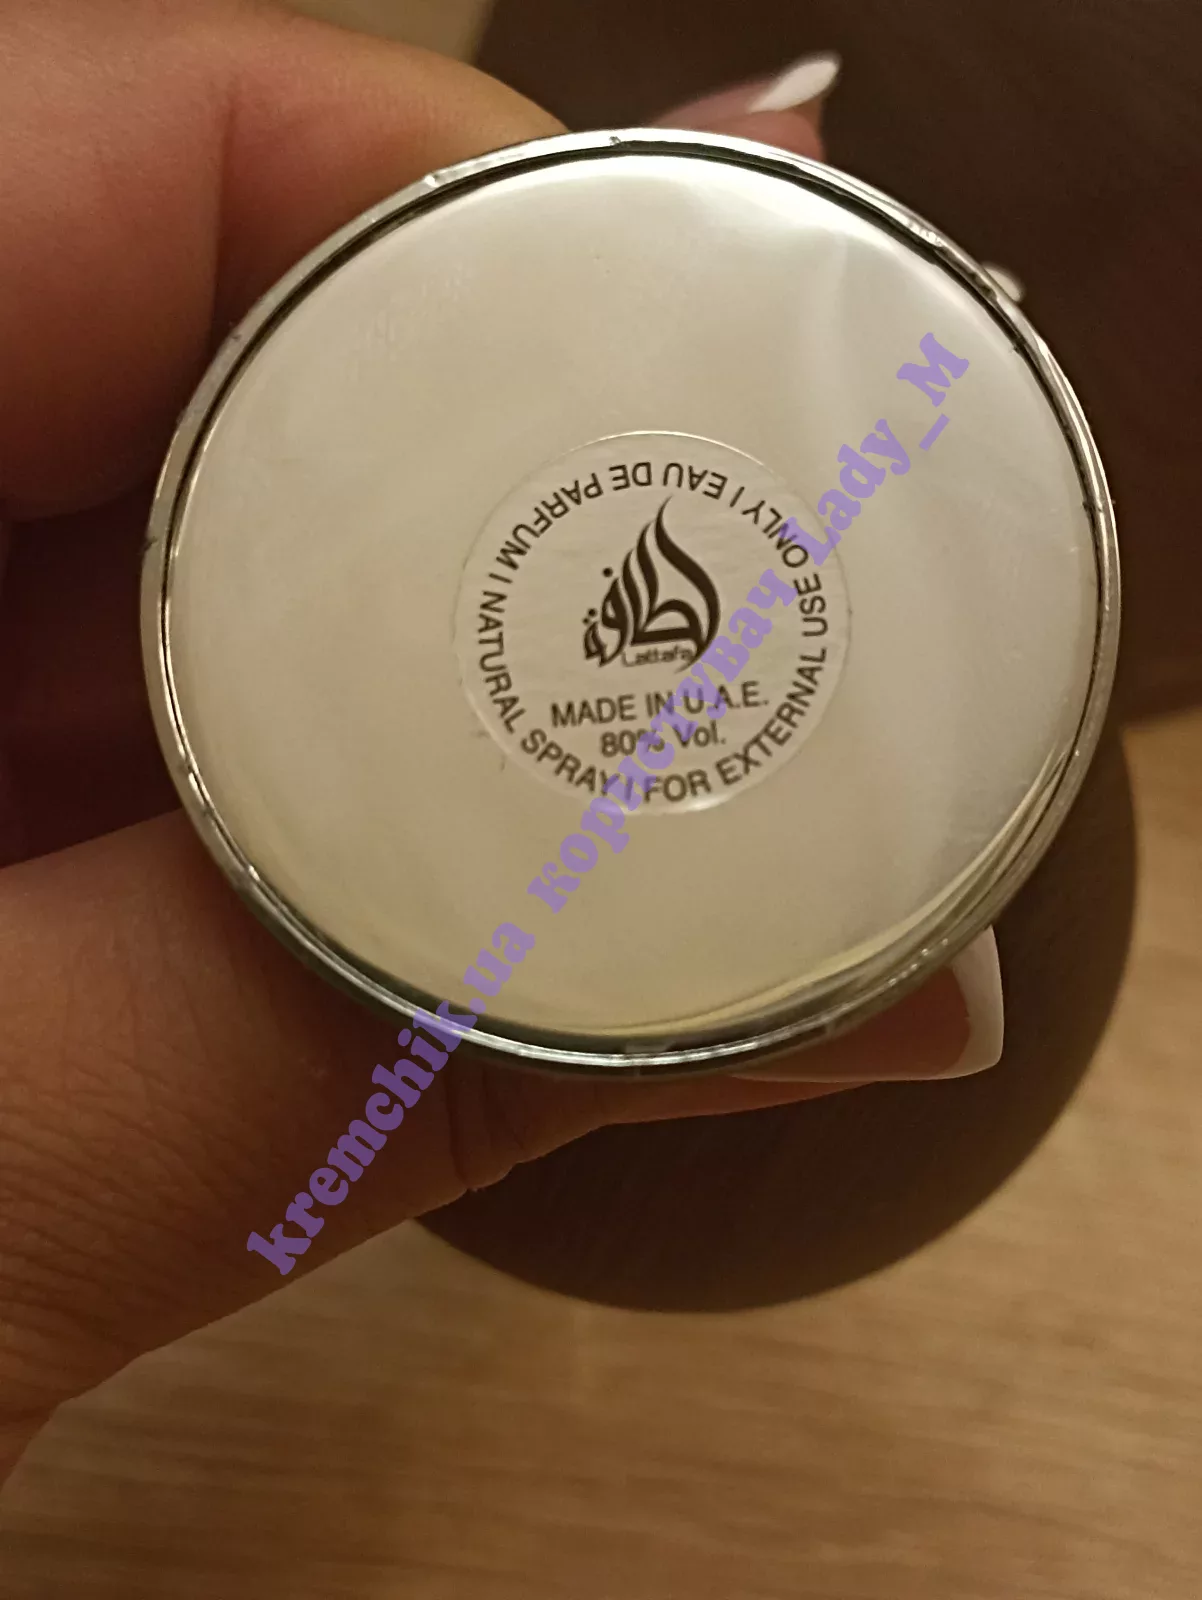 EAU DE PARFUM | NATURAL SPRAY | FOR EXTERNAL USE ONLY |
لطافة
Lattafa
MADE IN U.A.E.
80% Vol.
kremchik.ua користувач Lady_M